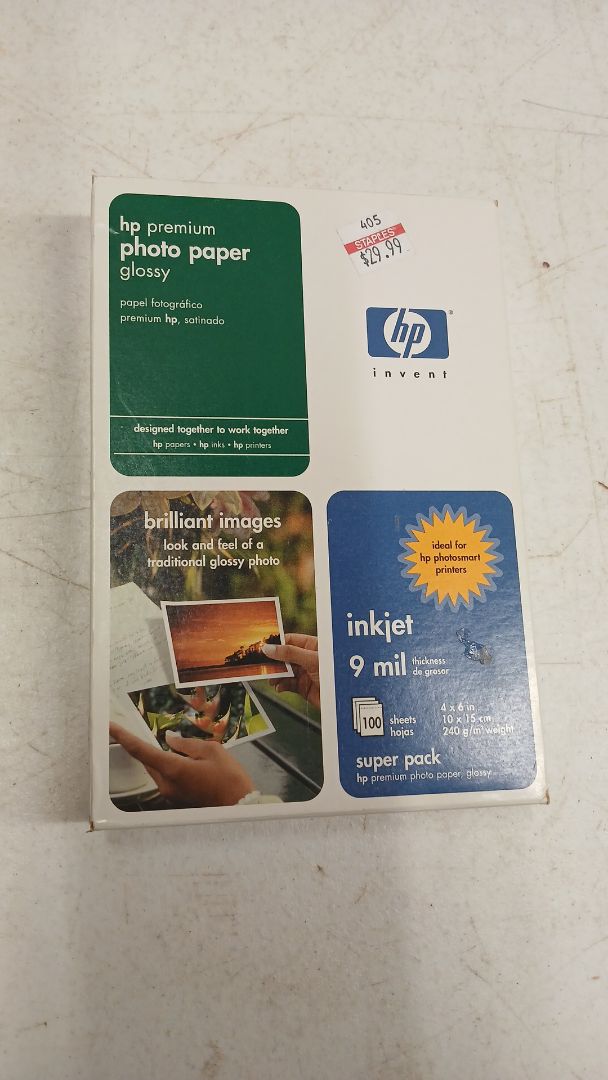 hp premium
photo paper
glossy
papel fotográfico
premium hp, satinado
designed together to work together
hp papers • hp inks • hp printers
405
STAPLES
$29.99
hp
®
invent
brilliant images
look and feel of a
traditional glossy photo
ideal for
hp photosmart
printers
inkjet
9 mil thickness
de grosor
100 sheets
hojas
4 x 6 in
10 x 15 cm
240 g/m² weight
super pack
hp premium photo paper, glossy